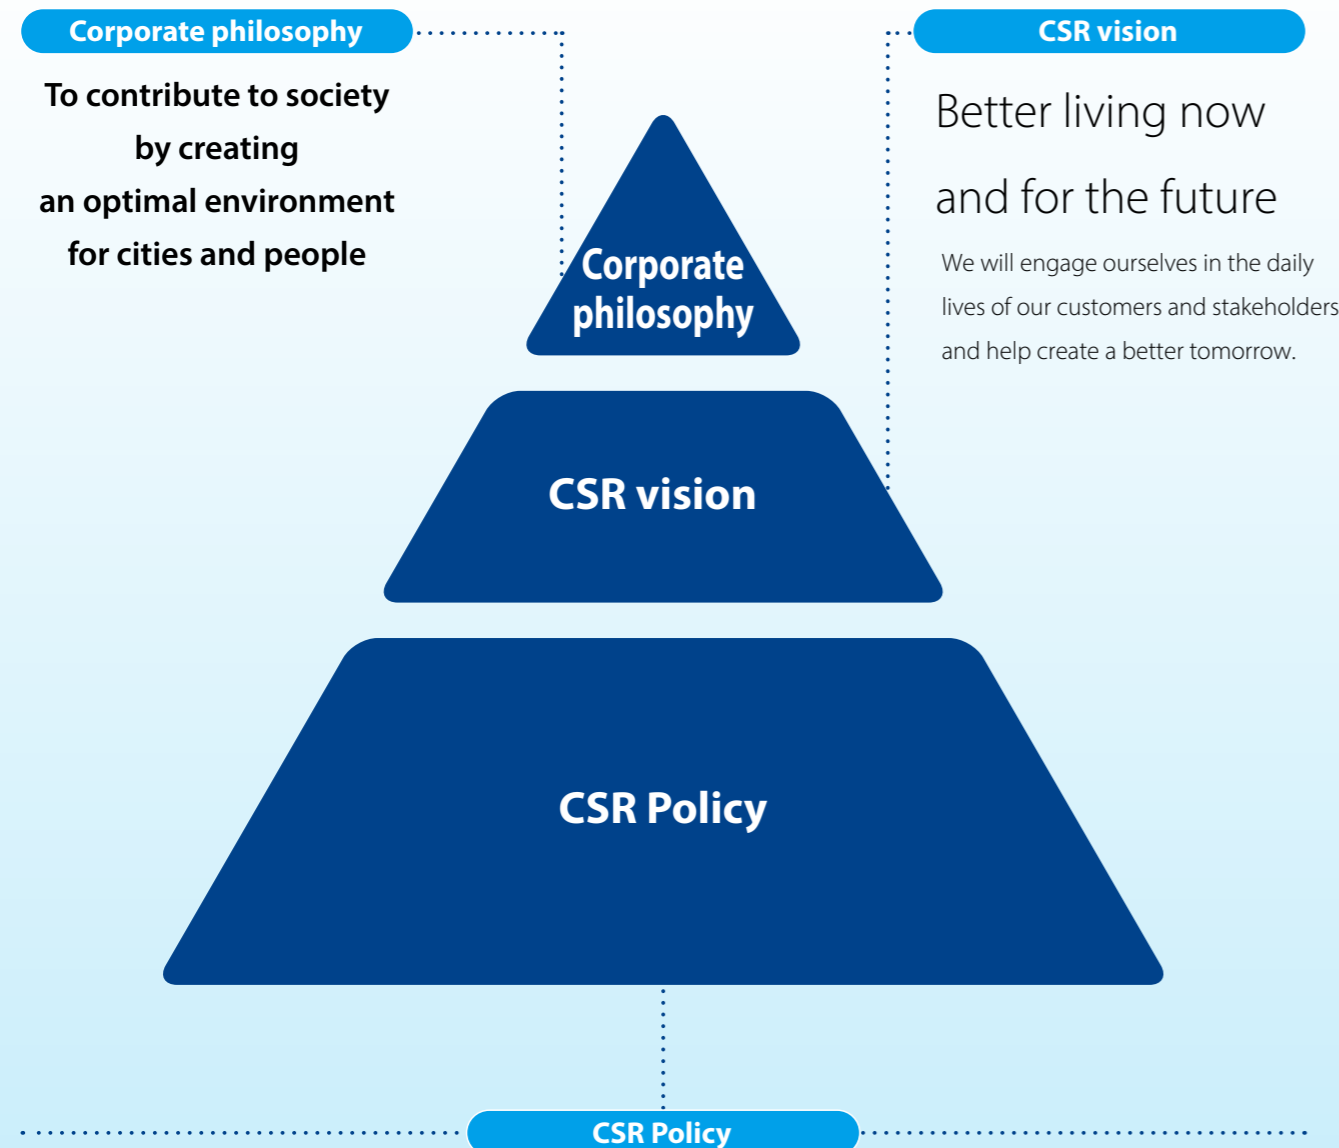 Corporate philosophy
To contribute to society
by creating
an optimal environment
for cities and people
CSR vision
Better living now
and for the future
We will engage ourselves in the daily
lives of our customers and stakeholders
and help create a better tomorrow.
Corporate
philosophy
CSR vision
CSR Policy
CSR Policy